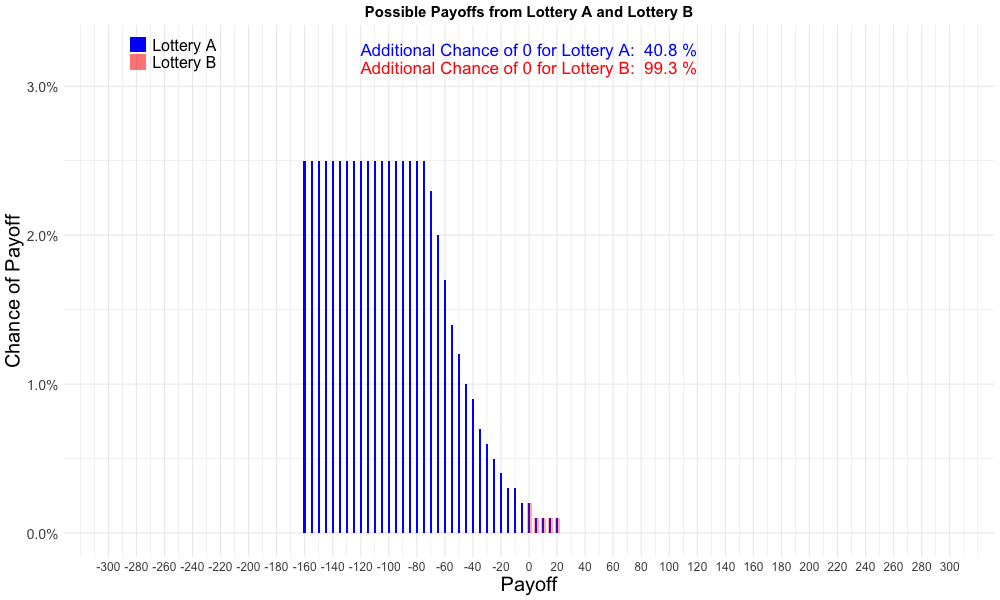 Possible Payoffs from Lottery A and Lottery B
Lottery A
Lottery B
Additional Chance of 0 for Lottery A: 40.8 %
Additional Chance of 0 for Lottery B: 99.3 %
Chance of Payoff
3.0%
2.0%
1.0%
0.0%
-300 -280 -260 -240 -220 -200 -180 -160 -140 -120 -100 -80 -60 -40 -20 0 20 40 60 80 100 120 140 160 180 200 220 240 260 280 300
Payoff